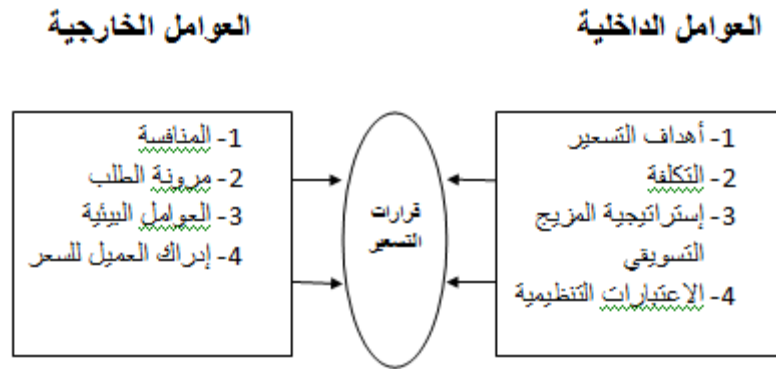 العوامل الداخلية
العوامل الخارجية
1- أهداف التسعير
2- التكلفة
3- إستراتيجية المزيج
التسويقي
4- الاعتبارات التنظيمية
قرارات
التسعير
1- المنافسة
2- مرونة الطلب
3- العوامل البيئية
4- إدراك العميل للسعر